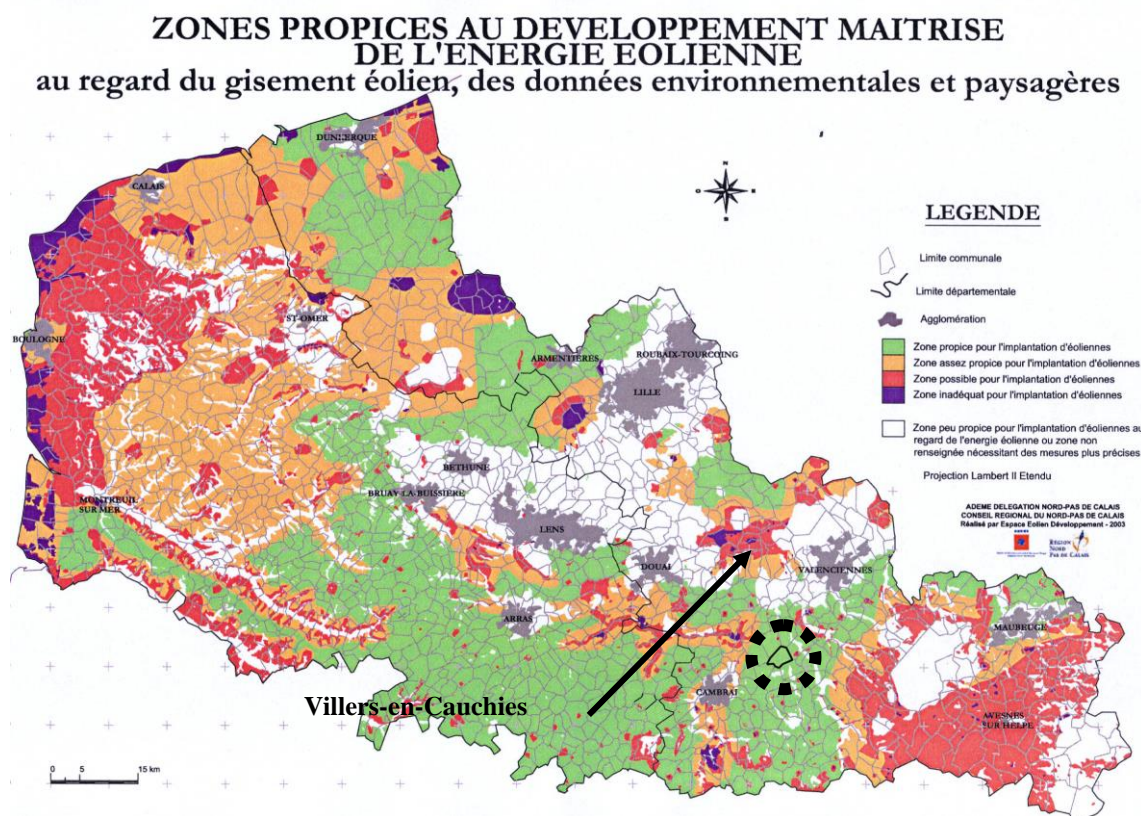 ZONES PROPICES AU DEVELOPPEMENT MAITRISE
DE L'ENERGIE EOLIENNE
au regard du gisement éolien, des données environnementales et paysagères
DUNKERQUE
CALAIS
N
O
E
LEGENDE
Limite communale
Limite départementale
ST-OMER
Agglomération
BOULOGNE
ARMENTIERES
ROUBAIX-TOURCOING
Zone propice pour l'implantation d'éoliennes
Zone assez propice pour l'implantation d'éoliennes
Zone possible pour l'implantation d'éoliennes
Zone inadéquat pour l'implantation d'éoliennes
LILLE
Zone peu propice pour l'implantation d'éoliennes au
regard de l'energie éolienne ou zone non
renseignée nécessitant des mesures plus précises
BETHUNE
Projection Lambert II Etendu
BRUAY-LA-BUISSIERE
MONTREUIL
SUR MER
LENS
ADEME DELEGATION NORD-PAS DE CALAIS
CONSEIL REGIONAL DU NORD-PAS DE CALAIS
Réalisé par Espace Eolien Développement - 2003
REGION
NORD
PAS DE CALAIS
DOUAI
VALENCIENNES
ARRAS
MAUBEUGE
CAMBRAI
Villers-en-Cauchies
AVESNES
SUR HELPE
0 5 15 km